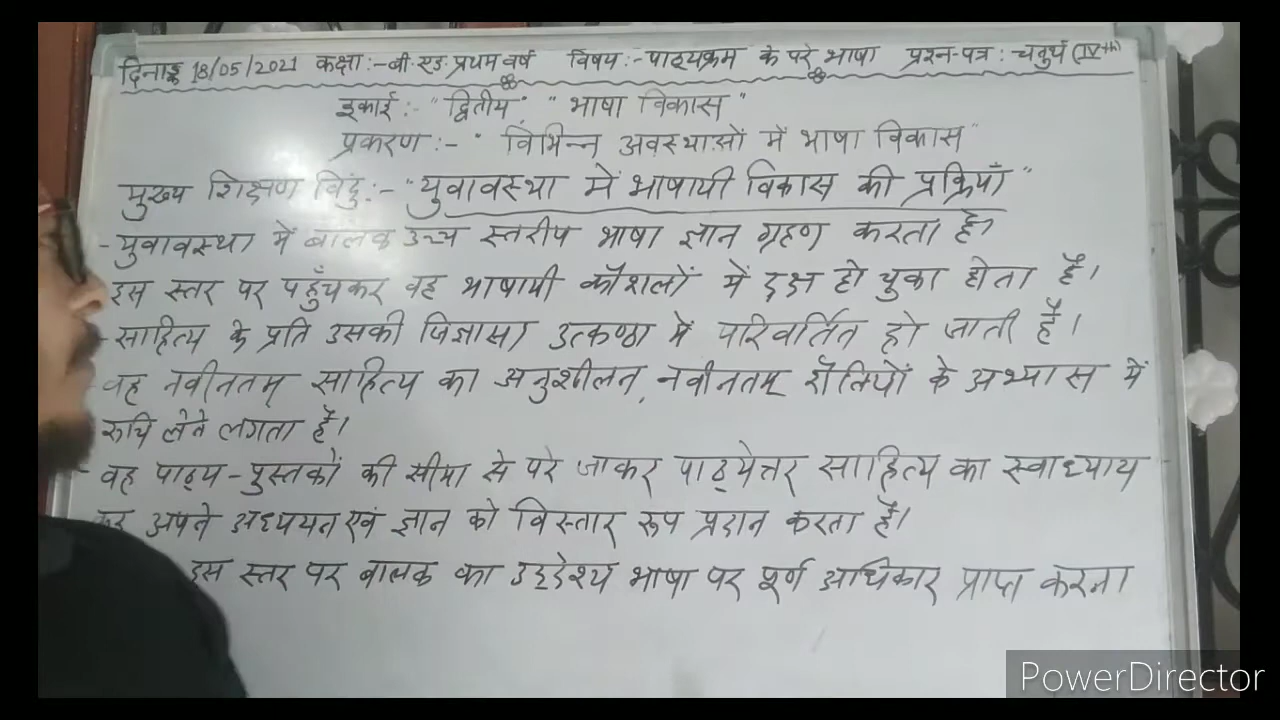 दिनाङ्क 18/05/2021 कक्षा:- बी.एड. प्रथम वर्ष विषय:- पाठ्यक्रम के परे भाषा प्रश्न-पत्र: चतुर्थ (IVth)
इकाई:- "द्वितीय" "भाषा विकास"
प्रकरण:- "विभिन्न अवस्थाओं में भाषा विकास"
मुख्य शिक्षण बिंदु:- "युवावस्था में भाषायी विकास की प्रक्रियाँ"
- युवावस्था में बालक उच्च स्तरीय भाषा ज्ञान ग्रहण करता है।
इस स्तर पर पहुँचकर वह भाषायी कौशलों में दक्ष हो चुका होता है।
- साहित्य के प्रति उसकी जिज्ञासा उत्कण्ठा में परिवर्तित हो जाती है।
- वह नवीनतम् साहित्य का अनुशीलन, नवीनतम् शैलियों के अभ्यास में
रुचि लेने लगता है।
- वह पाठ्य-पुस्तकों की सीमा से परे जाकर पाठ्येत्तर साहित्य का स्वाध्याय
कर अपने अध्ययन एवं ज्ञान को विस्तार रूप प्रदान करता है।
इस स्तर पर बालक का उद्देश्य भाषा पर पूर्ण अधिकार प्राप्त करना
PowerDirector